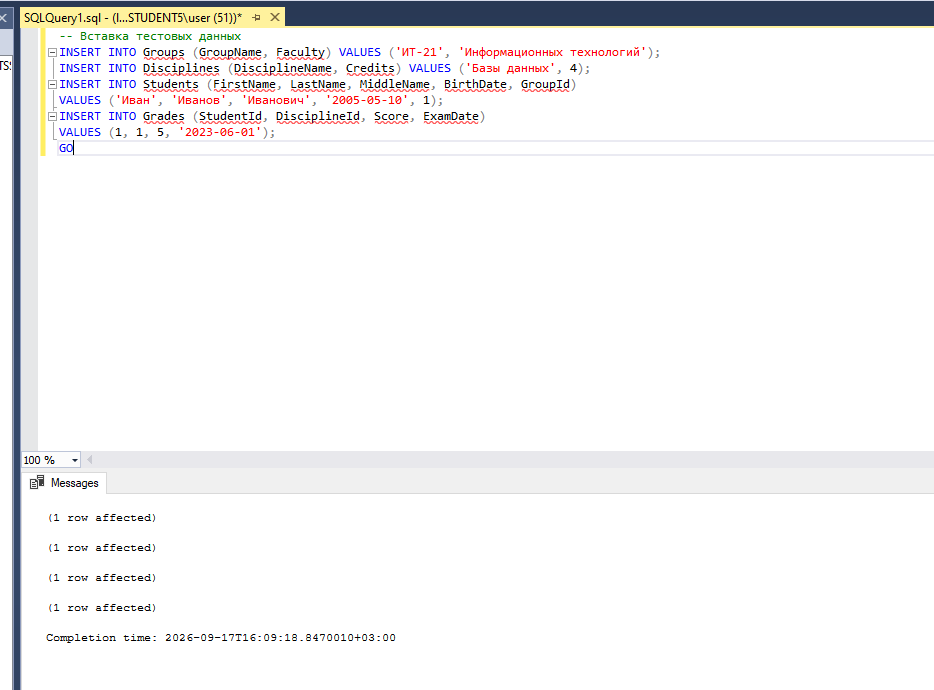 SQLQuery1.sql - (l...STUDENT5\user (51))*
TS:
-- Вставка тестовых данных
INSERT INTO Groups (GroupName, Faculty) VALUES ('ИТ-21', 'Информационных технологий');
INSERT INTO Disciplines (DisciplineName, Credits) VALUES ('Базы данных', 4);
INSERT INTO Students (FirstName, LastName, MiddleName, BirthDate, GroupId)
VALUES ('Иван', 'Иванов', 'Иванович', '2005-05-10', 1);
INSERT INTO Grades (StudentId, DisciplineId, Score, ExamDate)
VALUES (1, 1, 5, '2023-06-01');
GO
100 %
Messages
(1 row affected)
(1 row affected)
(1 row affected)
(1 row affected)
Completion time: 2026-09-17T16:09:18.8470010+03:00